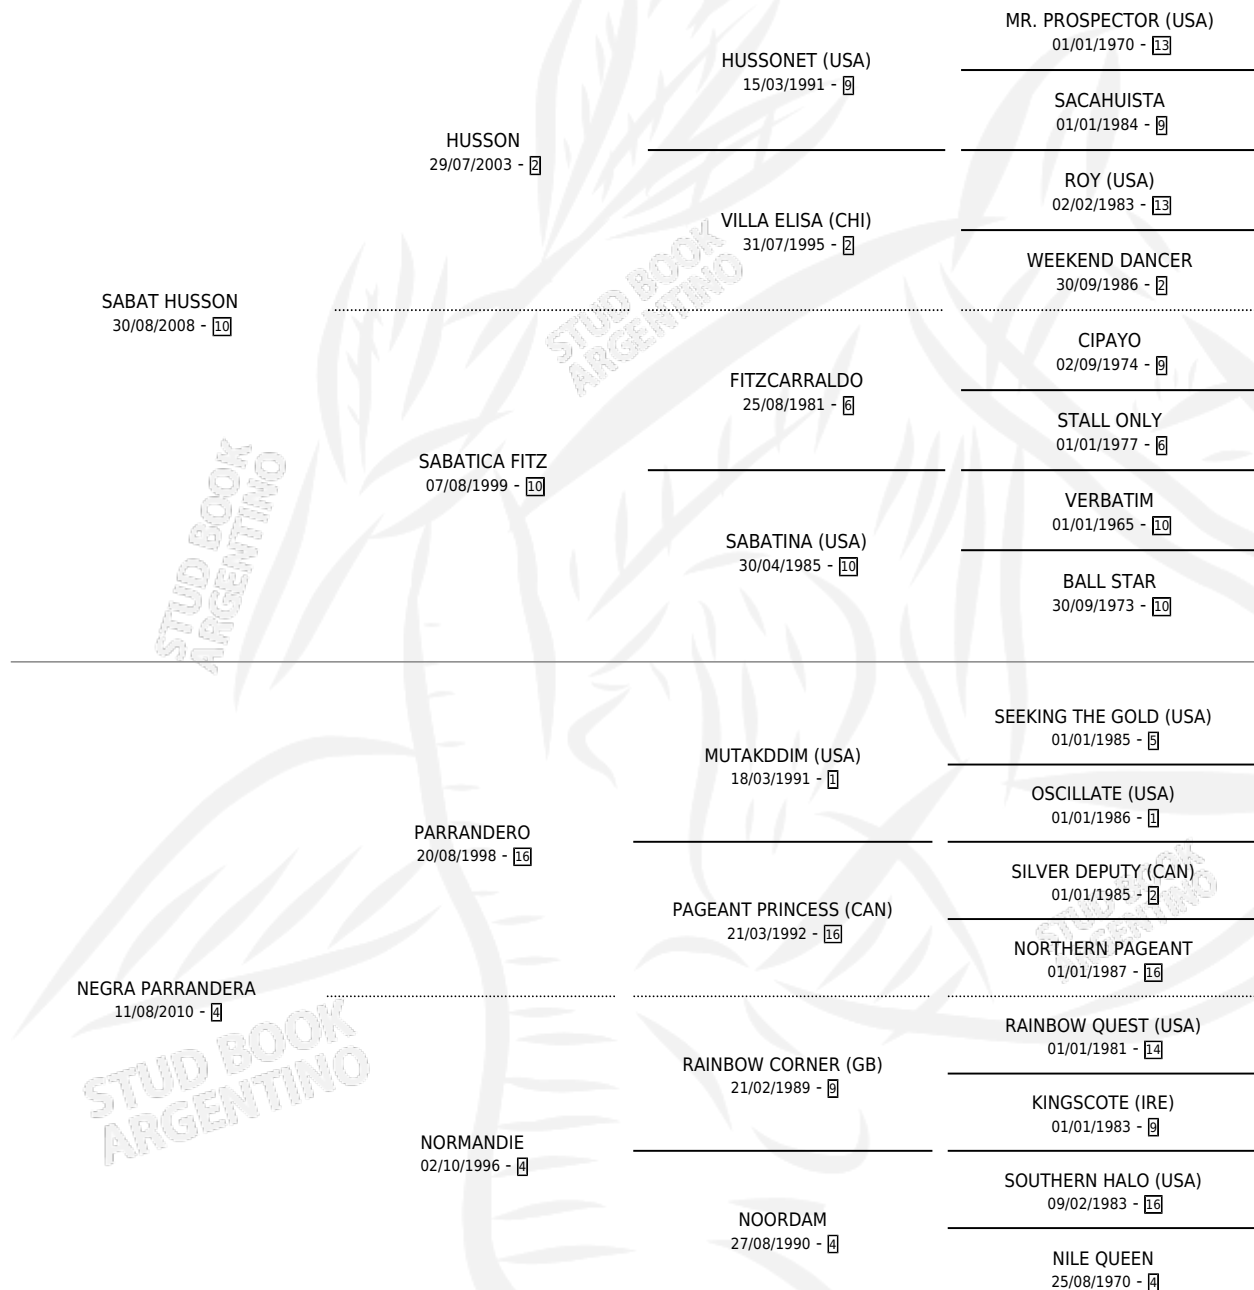 MR. PROSPECTOR (USA)
01/01/1970 - 13
HUSSONET (USA)
15/03/1991 - 9
SACAHUISTA
01/01/1984 - 9
HUSSON
29/07/2003 - 2
ROY (USA)
02/02/1983 - 13
VILLA ELISA (CHI)
31/07/1995 - 2
WEEKEND DANCER
30/09/1986 - 2
SABAT HUSSON
30/08/2008 - 10
CIPAYO
02/09/1974 - 9
FITZCARRALDO
25/08/1981 - 6
STALL ONLY
01/01/1977 - 6
SABATICA FITZ
07/08/1999 - 10
VERBATIM
01/01/1965 - 10
SABATINA (USA)
30/04/1985 - 10
BALL STAR
30/09/1973 - 10
STUD BOOK
ARGENTINO
STUD BOOK
ARGENTINO
SEEKING THE GOLD (USA)
01/01/1985 - 5
MUTAKDDIM (USA)
18/03/1991 - 1
OSCILLATE (USA)
01/01/1986 - 1
PARRANDERO
20/08/1998 - 16
SILVER DEPUTY (CAN)
01/01/1985 - 2
PAGEANT PRINCESS (CAN)
21/03/1992 - 16
NORTHERN PAGEANT
01/01/1987 - 16
NEGRA PARRANDERA
11/08/2010 - 4
RAINBOW QUEST (USA)
01/01/1981 - 14
RAINBOW CORNER (GB)
21/02/1989 - 9
KINGSCOTE (IRE)
01/01/1983 - 9
NORMANDIE
02/10/1996 - 4
SOUTHERN HALO (USA)
09/02/1983 - 16
NOORDAM
27/08/1990 - 4
NILE QUEEN
25/08/1970 - 4
STUD BOOK
ARGENTINO
STUD BOOK
ARGENTINO